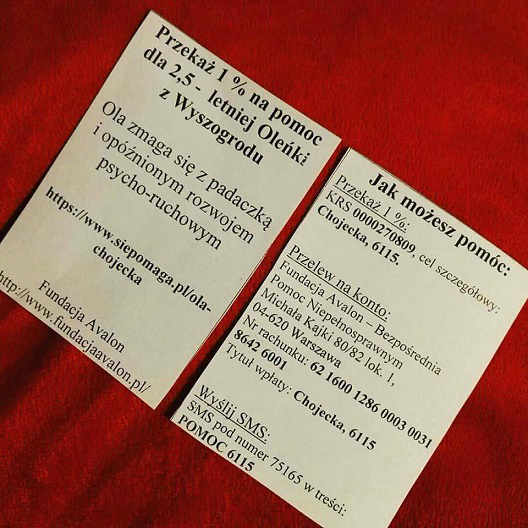 Przekaż 1 % na pomoc
dla 2,5 - letniej Oleńki
z Wyszogrodu
Ola zmaga się z padaczką
i opóźnionym rozwojem
psycho-ruchowym
https://www.siepomaga.pl/ola-
chojecka
Fundacja Avalon
http://www.fundacjaavalon.pl/
Jak możesz pomóc:
Przekaż 1 %:
KRS 0000270809, cel szczegółowy:
Chojecka, 6115.
Przelew na konto:
Fundacja Avalon – Bezpośrednia
Pomoc Niepełnosprawnym
Michała Kajki 80/82 lok. 1,
04-620 Warszawa
Nr rachunku: 62 1600 1286 0003 0031
8642 6001
Tytuł wpłaty: Chojecka, 6115
Wyślij SMS:
SMS pod numer 75165 w treści:
POMOC 6115